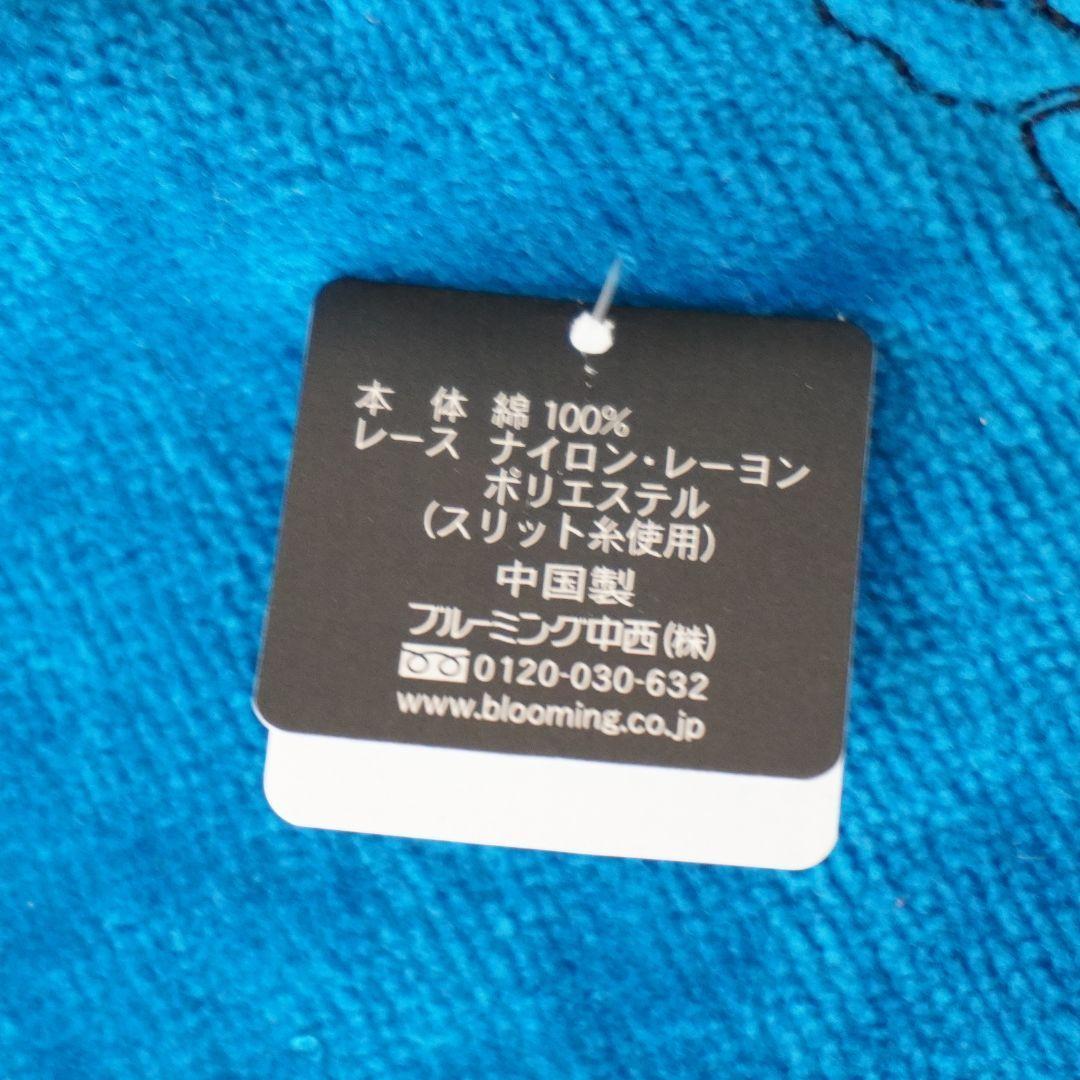 本 体 綿 100%
レース ナイロン・レーヨン
ポリエステル
(スリット糸使用)
中国製
ブルーミング中西(株)
0120-030-632
www.blooming.co.jp